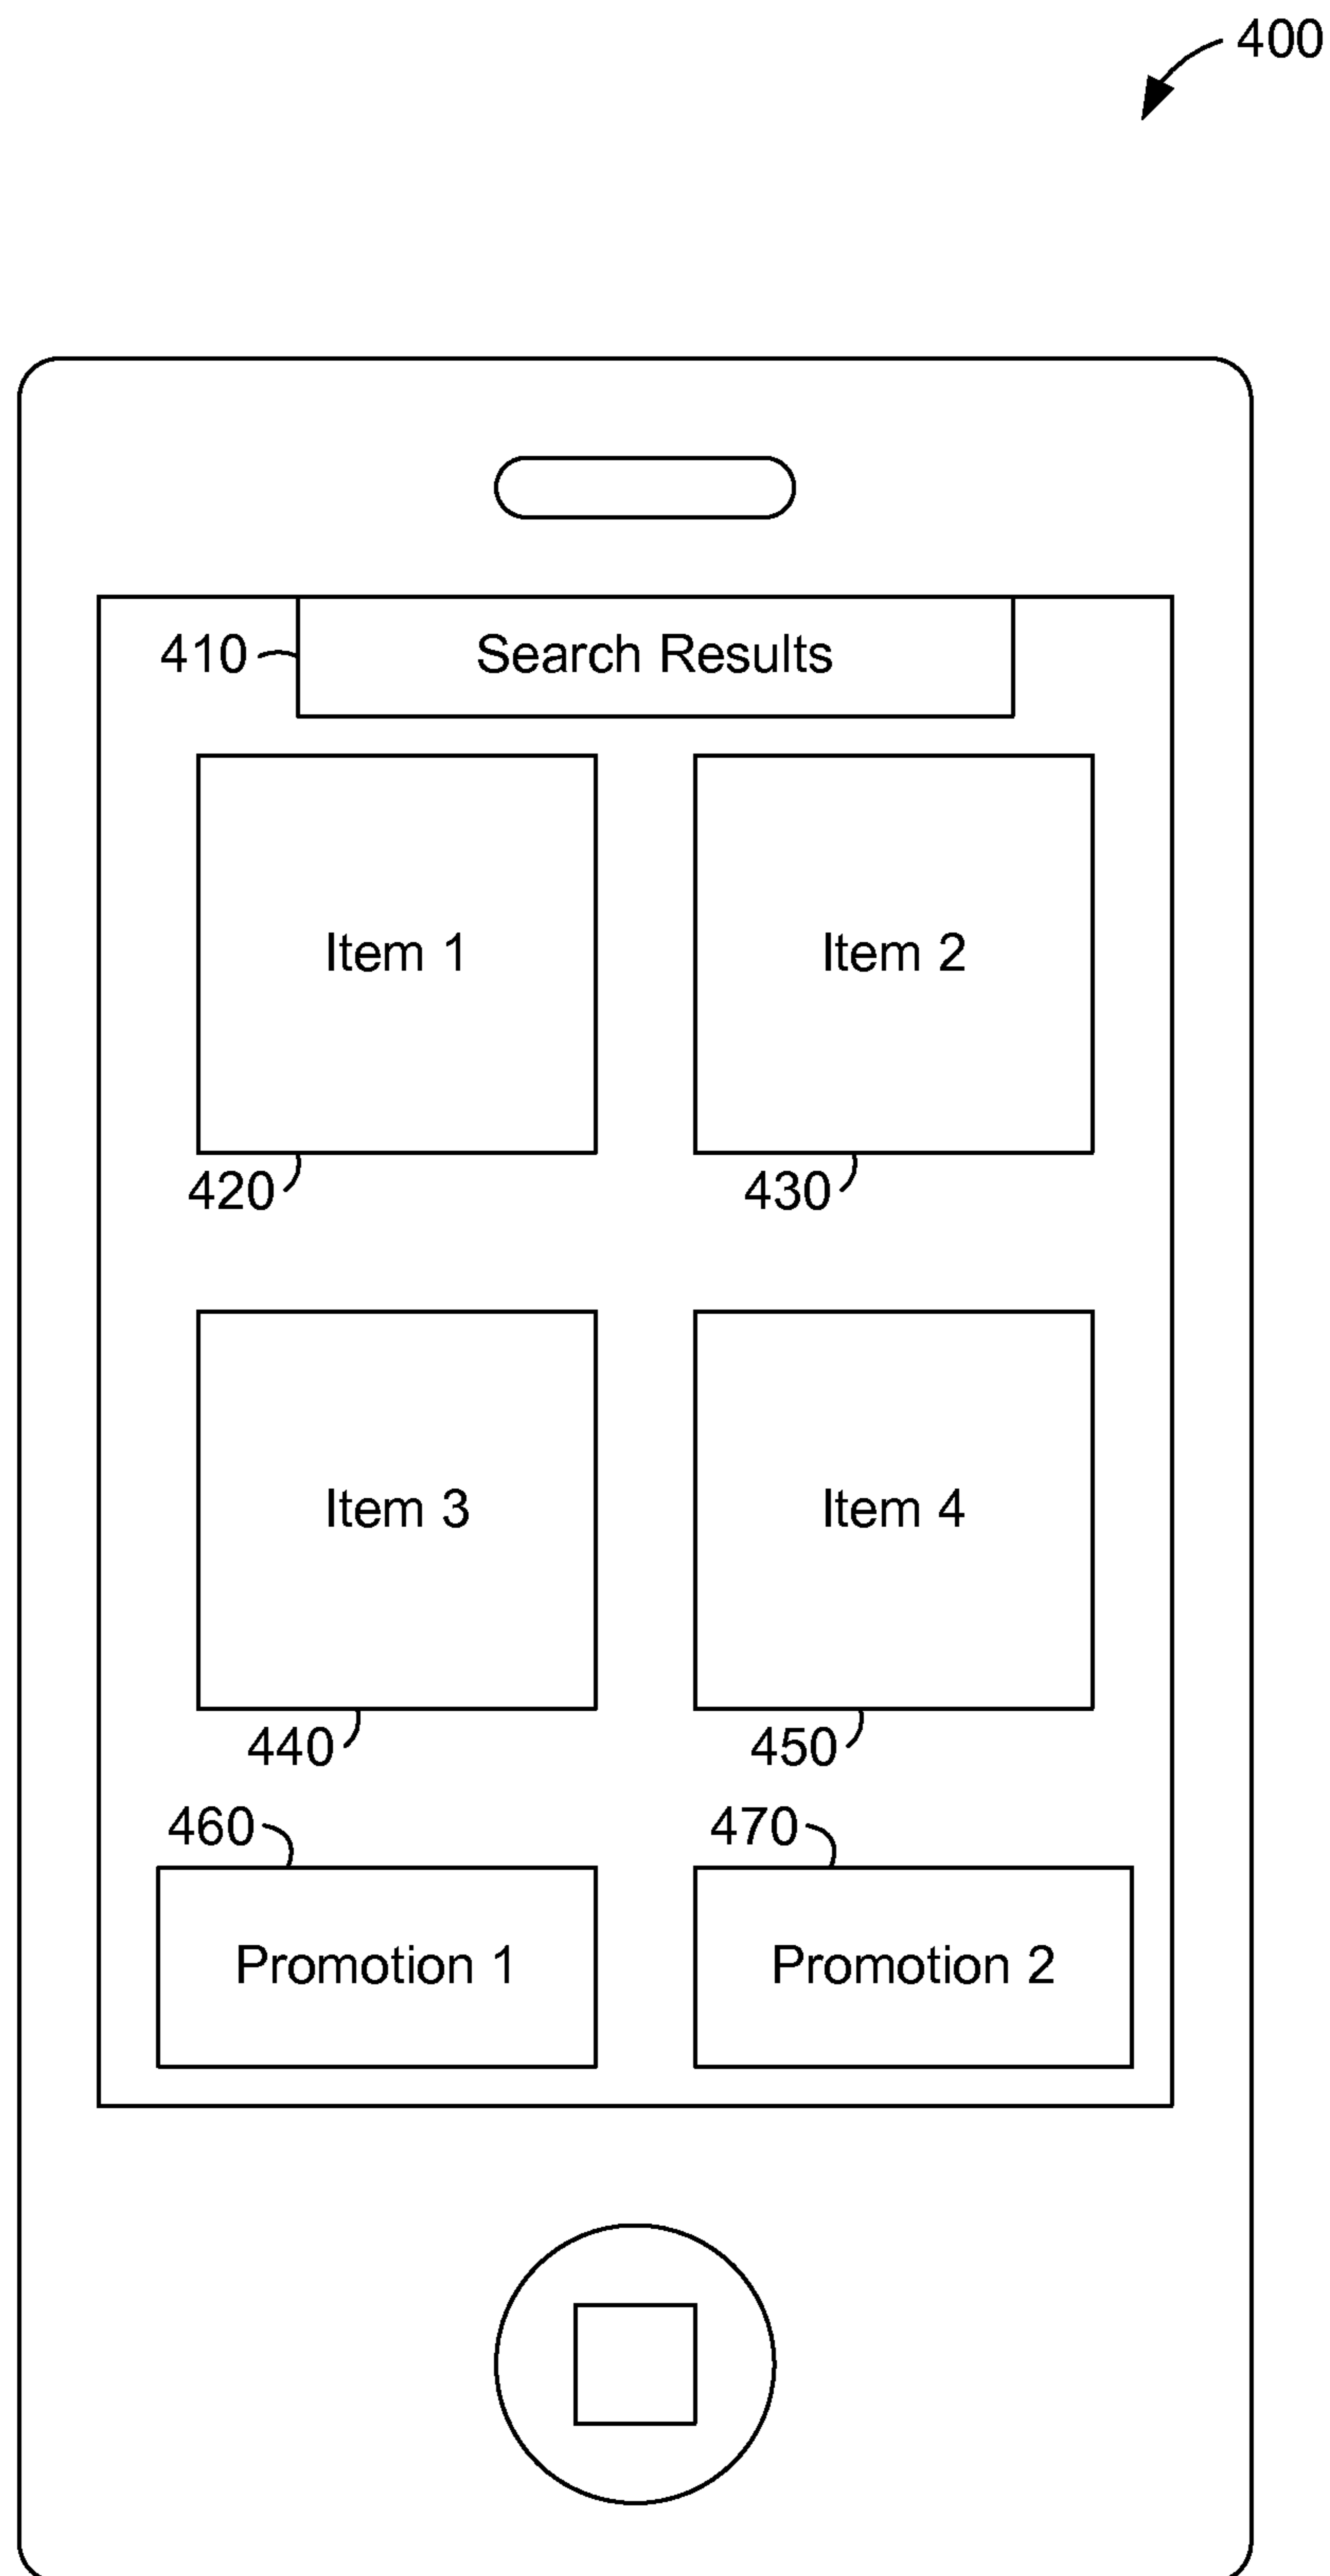 400
410 Search Results
Item 1 Item 2
420 430
Item 3 Item 4
440 450
460 470
Promotion 1 Promotion 2